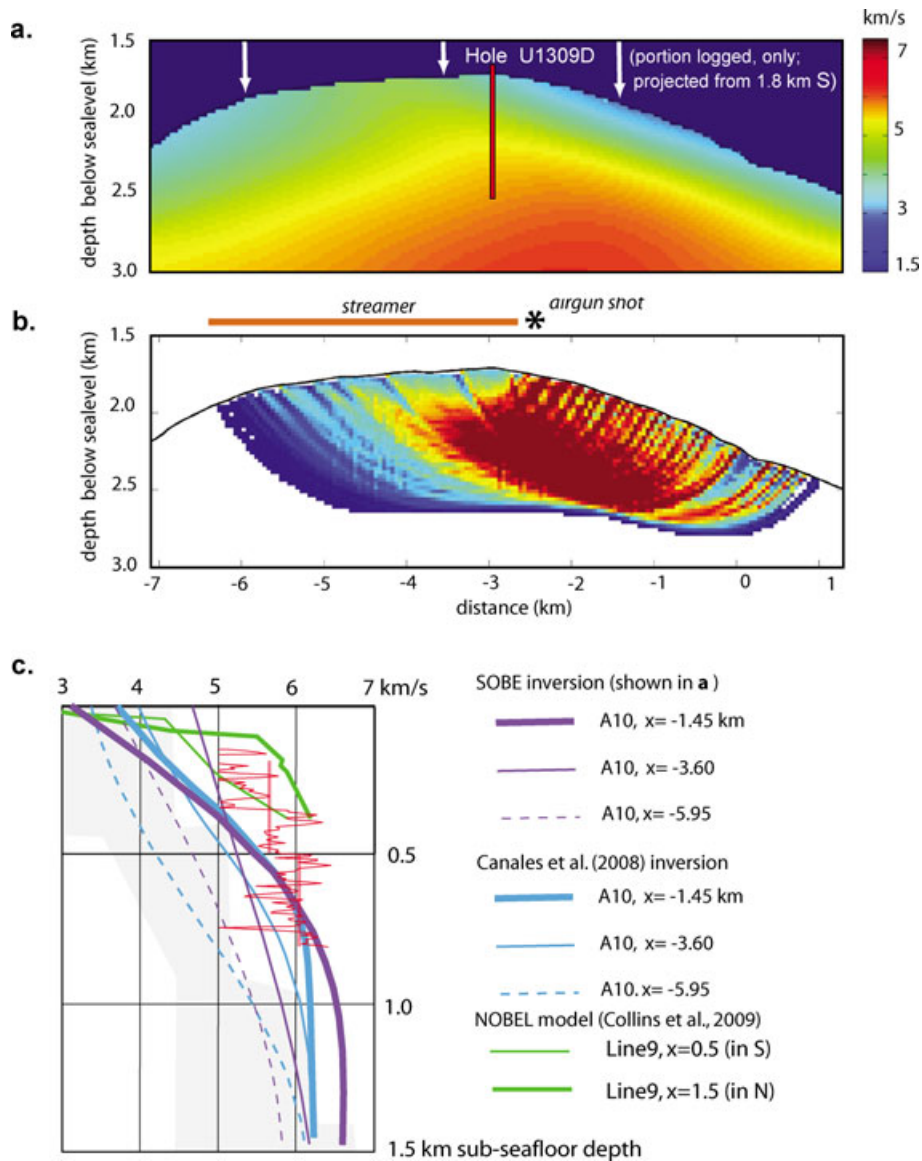 km/s
a.
1.5
2.0
2.5
3.0
depth below sealevel (km)
Hole U1309D
(portion logged, only;
projected from 1.8 km S)
7
5
3
1.5
streamer
airgun shot
*
b.
1.5
2.0
2.5
3.0
depth below sealevel (km)
-7 -6 -5 -4 -3 -2 -1 0 1
distance (km)
c.
3 4 5 6 7 km/s
0.5
1.0
1.5 km sub-seafloor depth
SOBE inversion (shown in a )
A10, x= -1.45 km
A10, x= -3.60
A10, x= -5.95
Canales et al. (2008) inversion
A10, x= -1.45 km
A10, x= -3.60
A10. x= -5.95
NOBEL model (Collins et al., 2009)
Line9, x=0.5 (in S)
Line9, x=1.5 (in N)